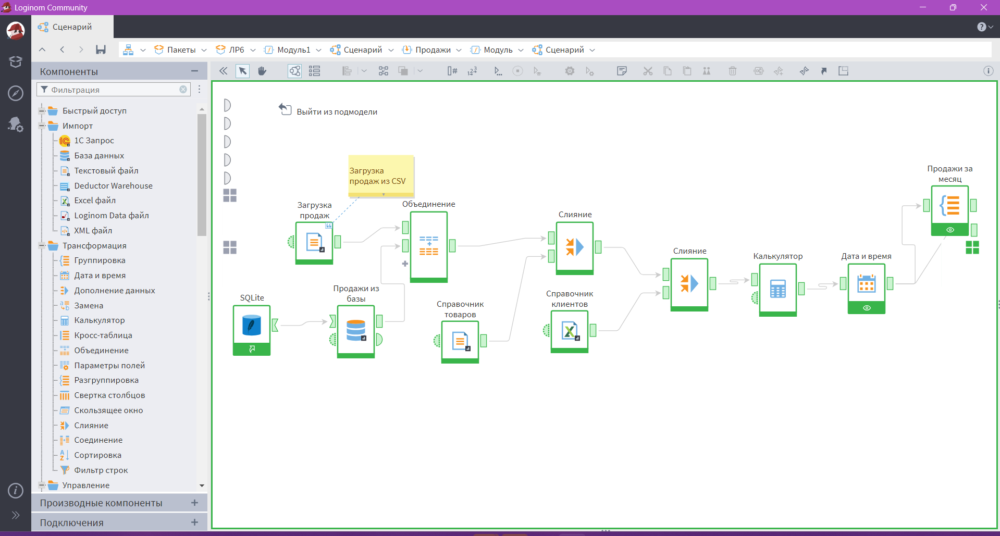 Loginom Community
Сценарий
Пакеты
ЛР6
Модуль1
Сценарий
Продажи
Модуль
Сценарий
Компоненты
Фильтрация
Быстрый доступ
Импорт
1С Запрос
База данных
Текстовый файл
Deductor Warehouse
Excel файл
Loginom Data файл
XML файл
Трансформация
Группировка
Дата и время
Дополнение данных
Замена
Калькулятор
Кросс-таблица
Объединение
Параметры полей
Разгруппировка
Свертка столбцов
Скользящее окно
Слияние
Соединение
Сортировка
Фильтр строк
Управление
Производные компоненты
Подключения
Выйти из подмодели
Загрузка
продаж из CSV
Загрузка
продаж
Объединение
Слияние
Продажи за
месяц
SQLite
Продажи из
базы
Справочник
товаров
Справочник
клиентов
Слияние
Калькулятор
Дата и время